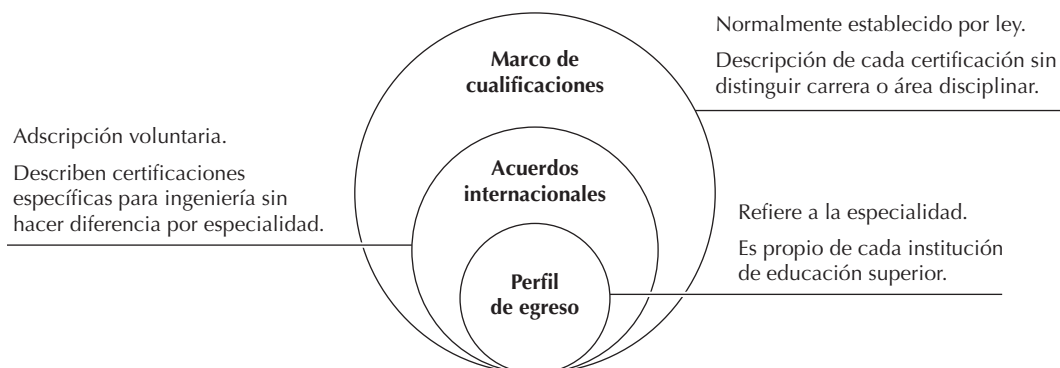 Normalmente establecido por ley.
Descripción de cada certificación sin
distinguir carrera o área disciplinar.
Marco de
cualificaciones
Adscripción voluntaria.
Describen certificaciones
específicas para ingeniería sin
hacer diferencia por especialidad.
Acuerdos
internacionales
Refiere a la especialidad.
Es propio de cada institución
de educación superior.
Perfil
de egreso